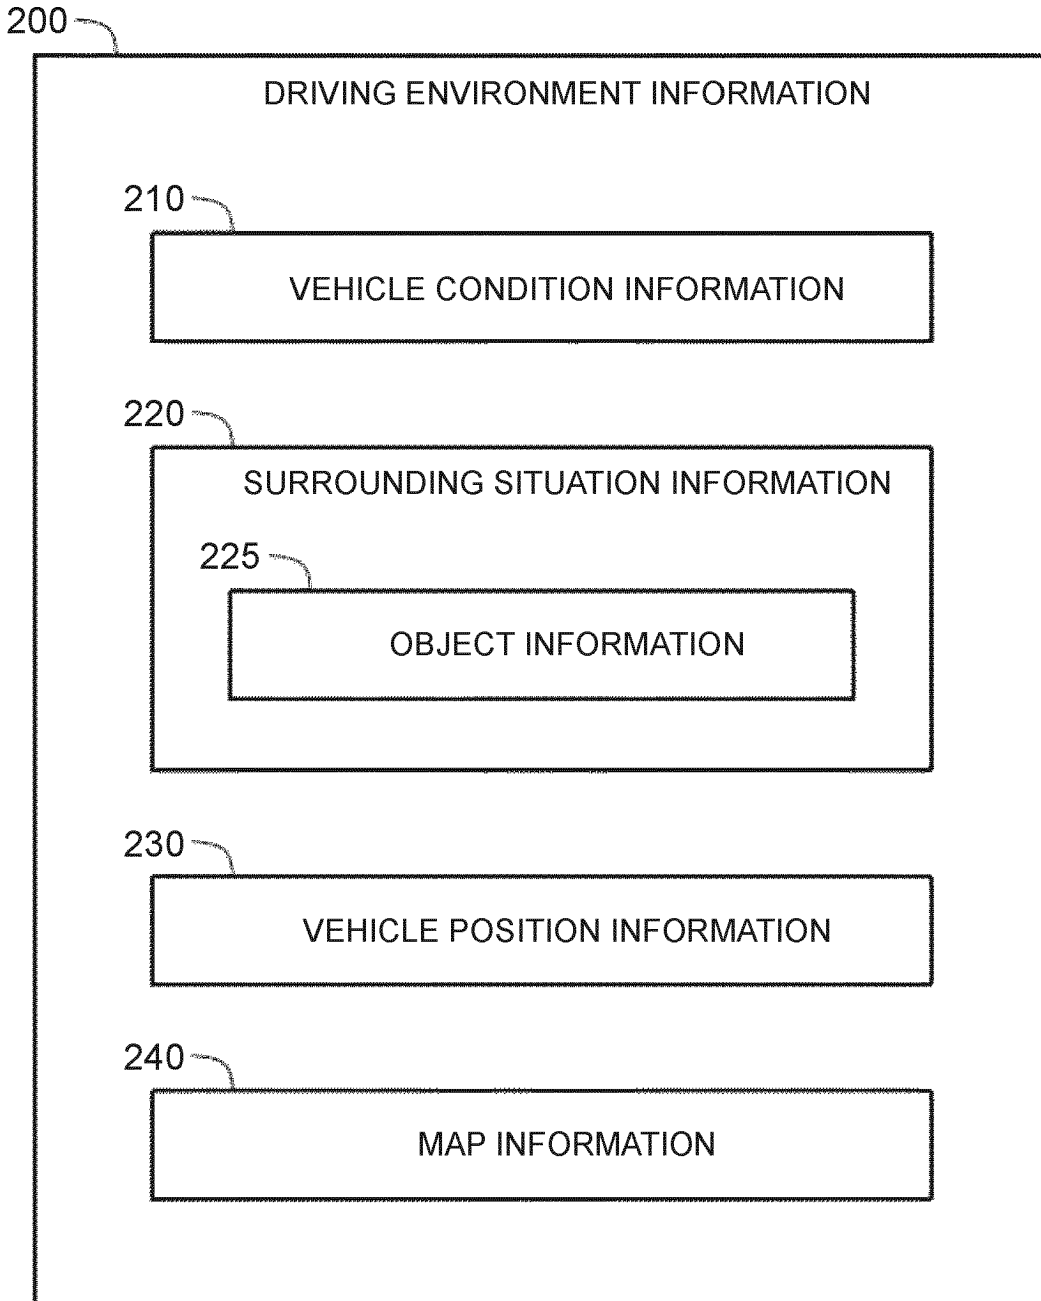 200
DRIVING ENVIRONMENT INFORMATION
210
VEHICLE CONDITION INFORMATION
220
SURROUNDING SITUATION INFORMATION
225
OBJECT INFORMATION
230
VEHICLE POSITION INFORMATION
240
MAP INFORMATION